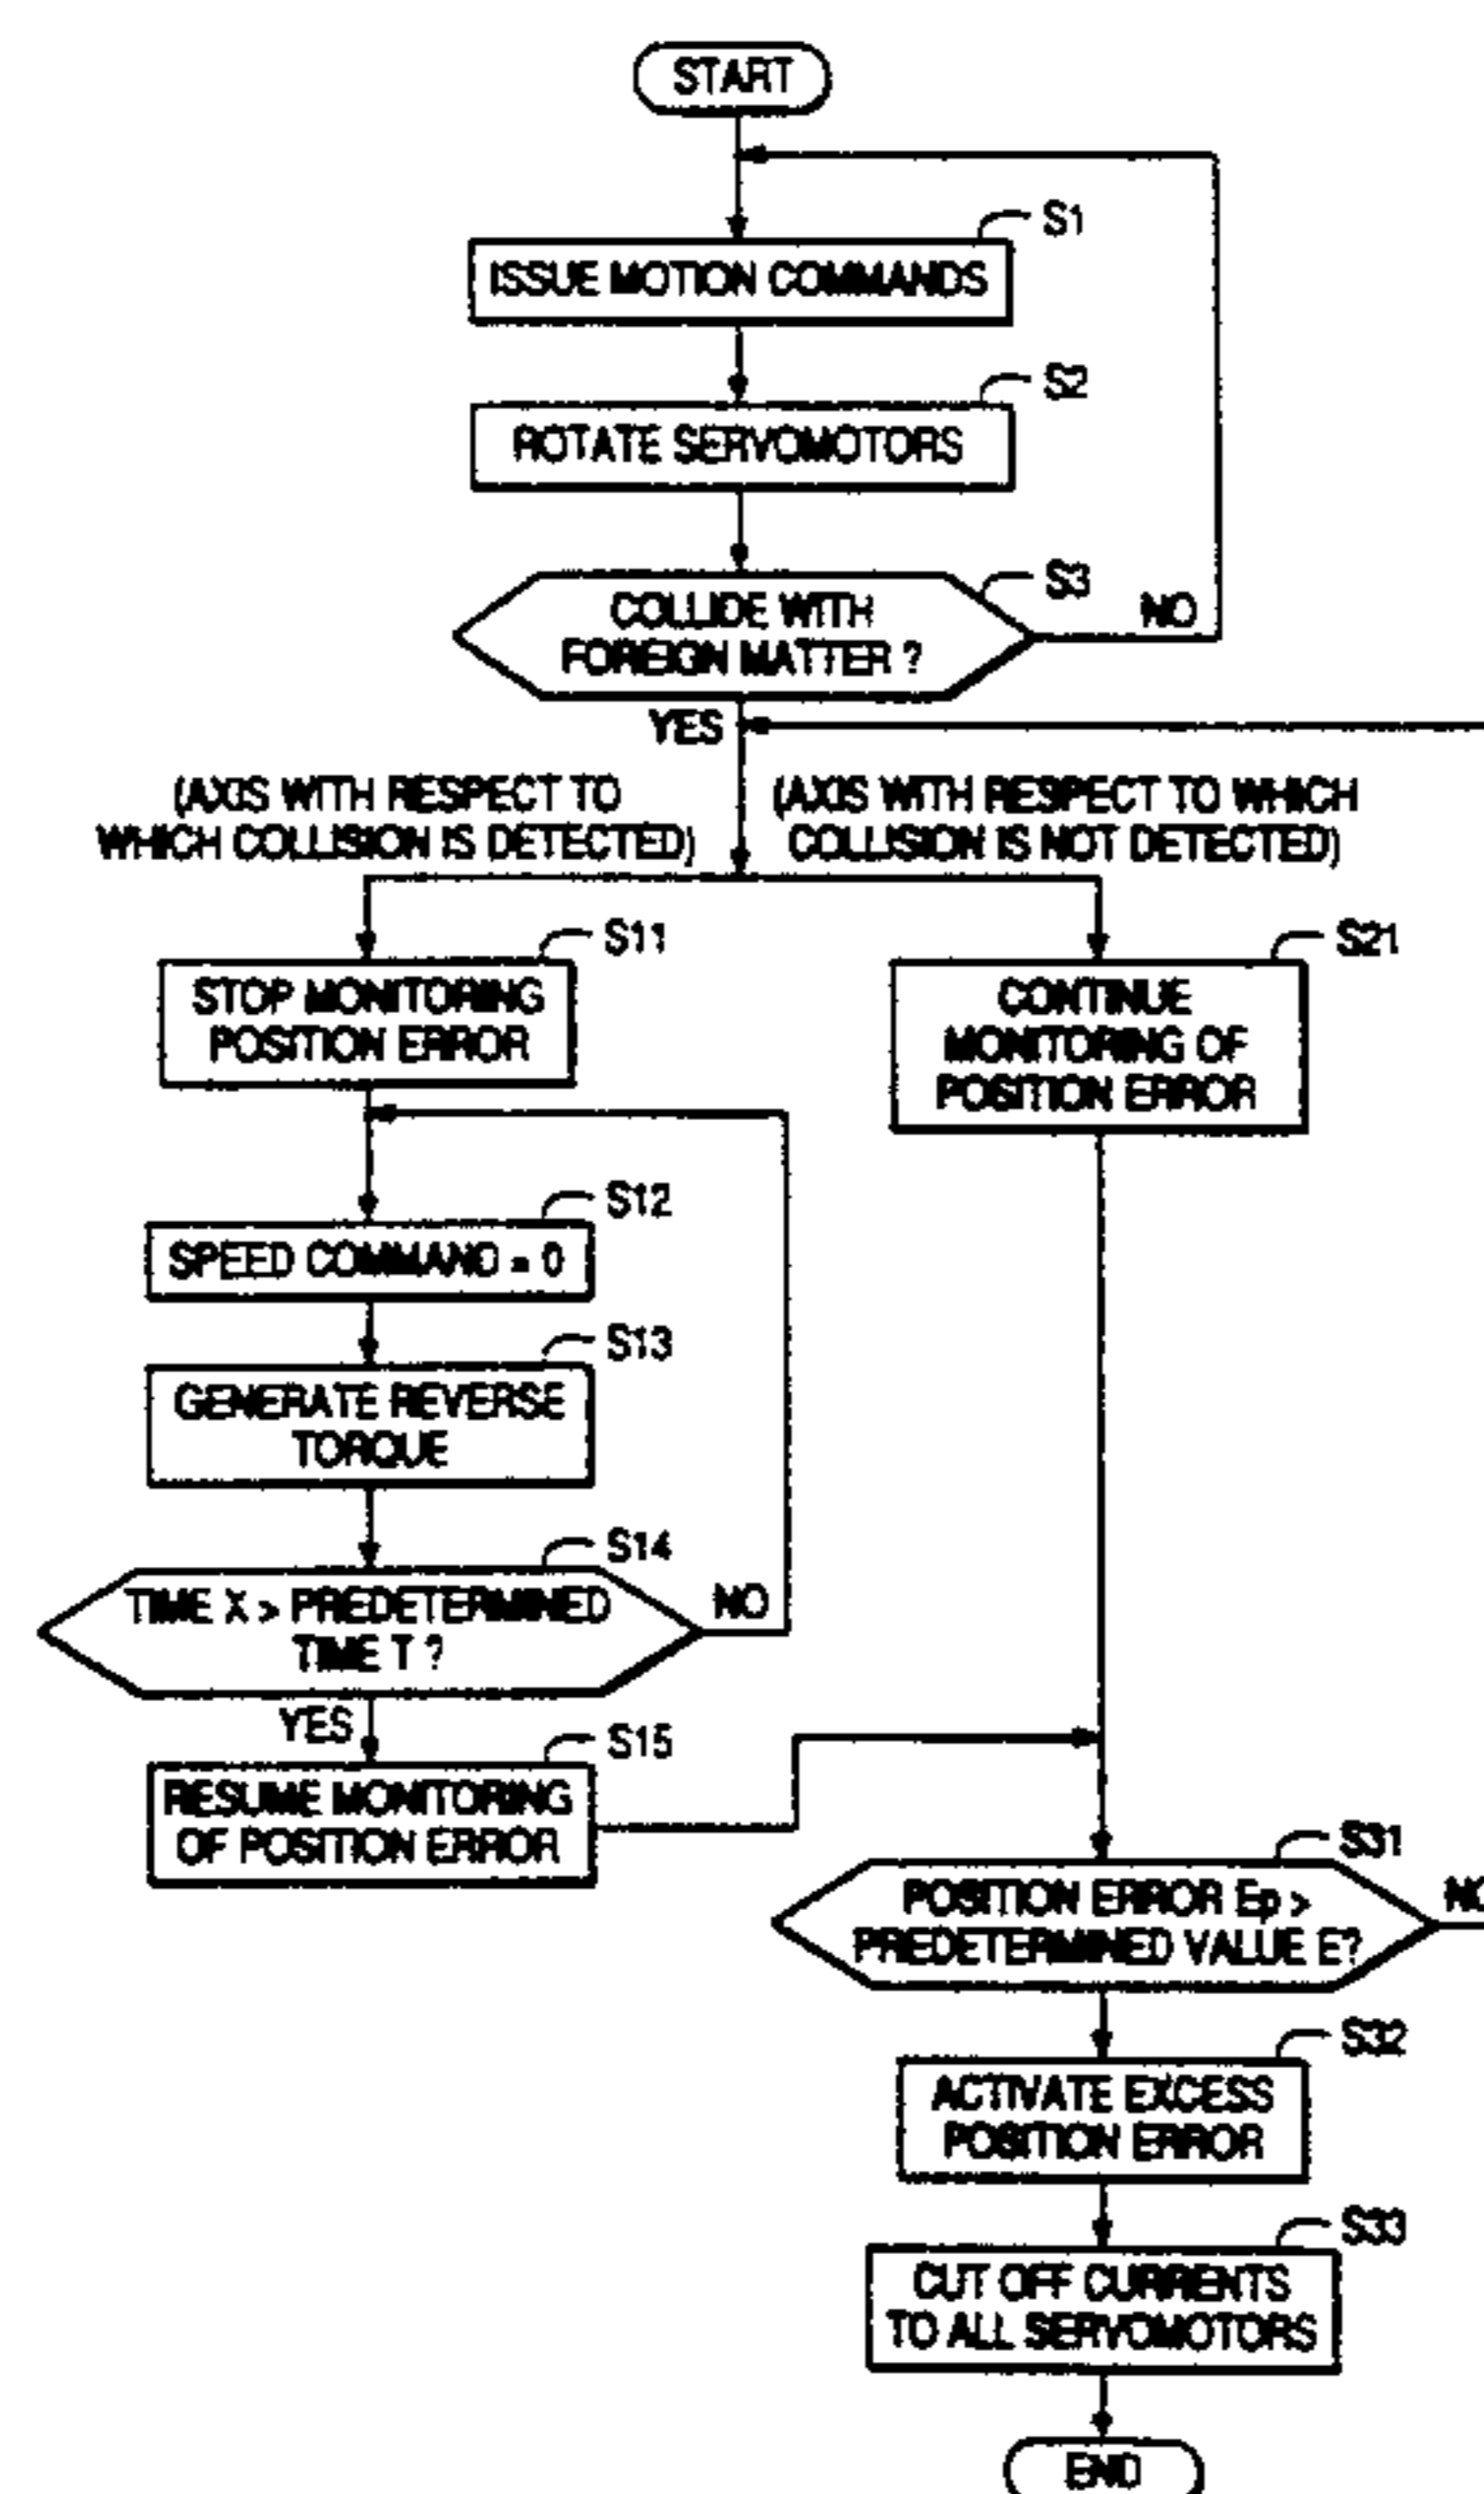 START
S1
ISSUE MOTION COMMANDS
S2
ROTATE SERVOMOTORS
S3
COLLIDE WITH
FOREIGN MATTER ?
NO
YES
(AXIS WITH RESPECT TO
WHICH COLLISION IS DETECTED)
(AXIS WITH RESPECT TO WHICH
COLLISION IS NOT DETECTED)
S11
STOP MONITORING
POSITION ERROR
S21
CONTINUE
MONITORING OF
POSITION ERROR
S12
SPEED COMMAND = 0
S13
GENERATE REVERSE
TORQUE
S14
TIME X > PREDETERMINED
TIME T ?
NO
YES
S15
RESUME MONITORING
OF POSITION ERROR
S31
POSITION ERROR Ep >
PREDETERMINED VALUE E?
NO
S32
ACTIVATE EXCESS
POSITION ERROR
S33
CUT OFF CURRENTS
TO ALL SERVOMOTORS
END